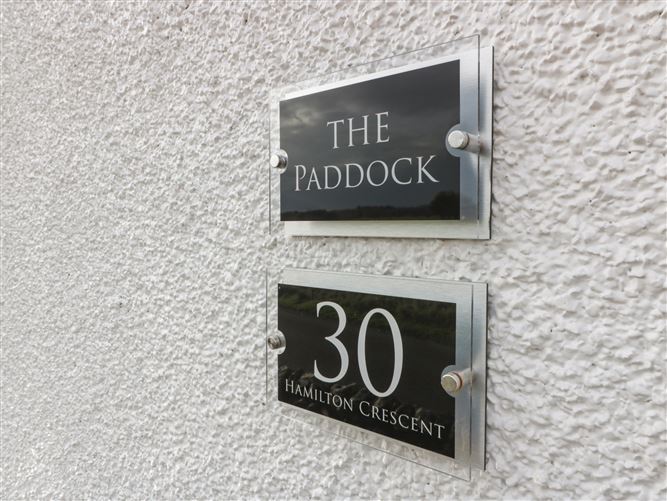 THE
PADDOCK
30
HAMILTON CRESCENT